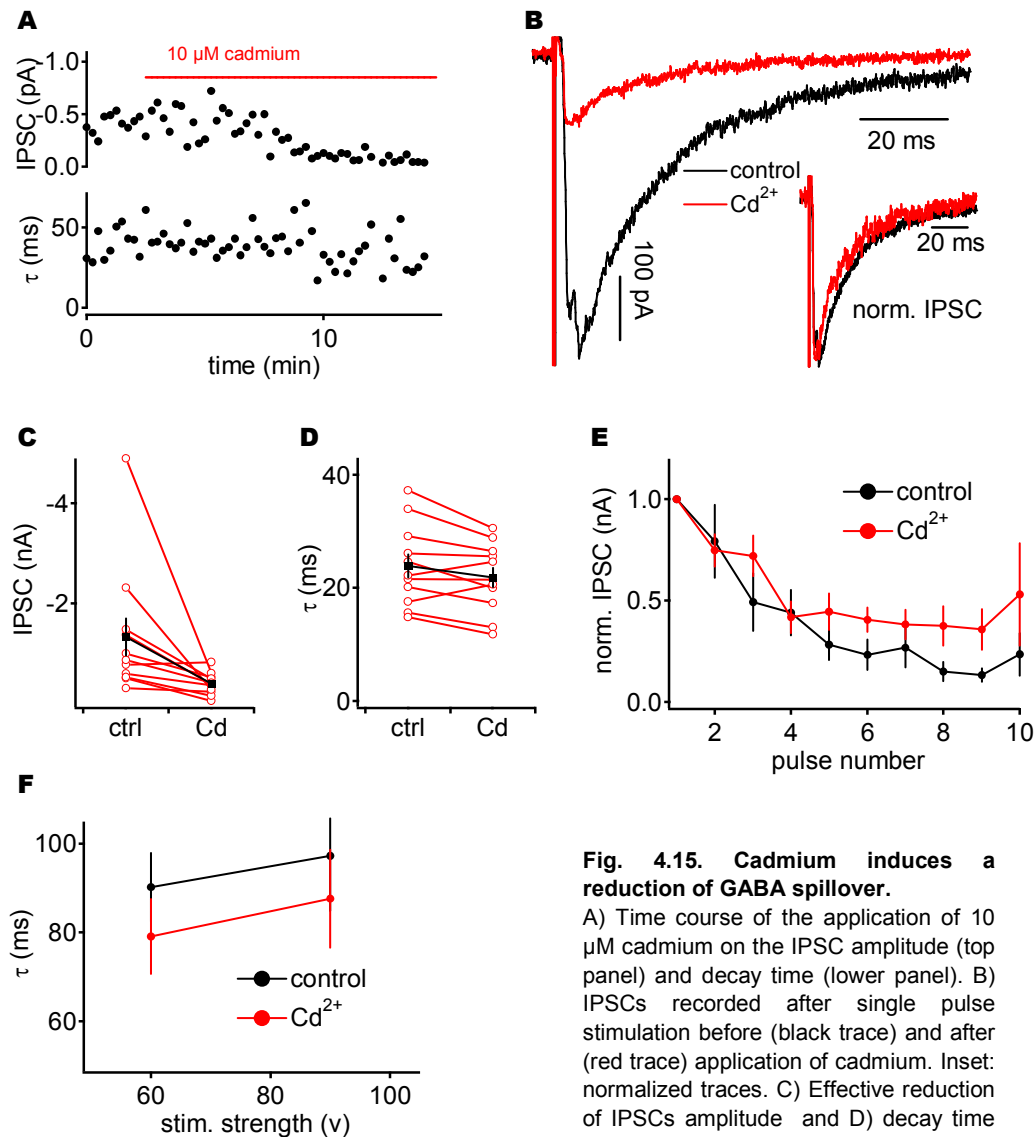 A
10 µM cadmium
IPSC (pA)
1.0
-0.5
0.0
τ (ms)
50
0
0
10
time (min)
B
20 ms
control
Cd2+
100 pA
20 ms
norm. IPSC
C
IPSC (nA)
-4
-2
ctrl
Cd
D
τ (ms)
40
20
0
ctrl
Cd
E
norm. IPSC (nA)
1.0
0.5
0.0
control
Cd2+
2
4
6
8
10
pulse number
F
τ (ms)
100
80
60
control
Cd2+
60
80
100
stim. strength (v)
Fig. 4.15. Cadmium induces a
reduction of GABA spillover.
A) Time course of the application of 10
µM cadmium on the IPSC amplitude (top
panel) and decay time (lower panel). B)
IPSCs recorded after single pulse
stimulation before (black trace) and after
(red trace) application of cadmium. Inset:
normalized traces. C) Effective reduction
of IPSCs amplitude and D) decay time